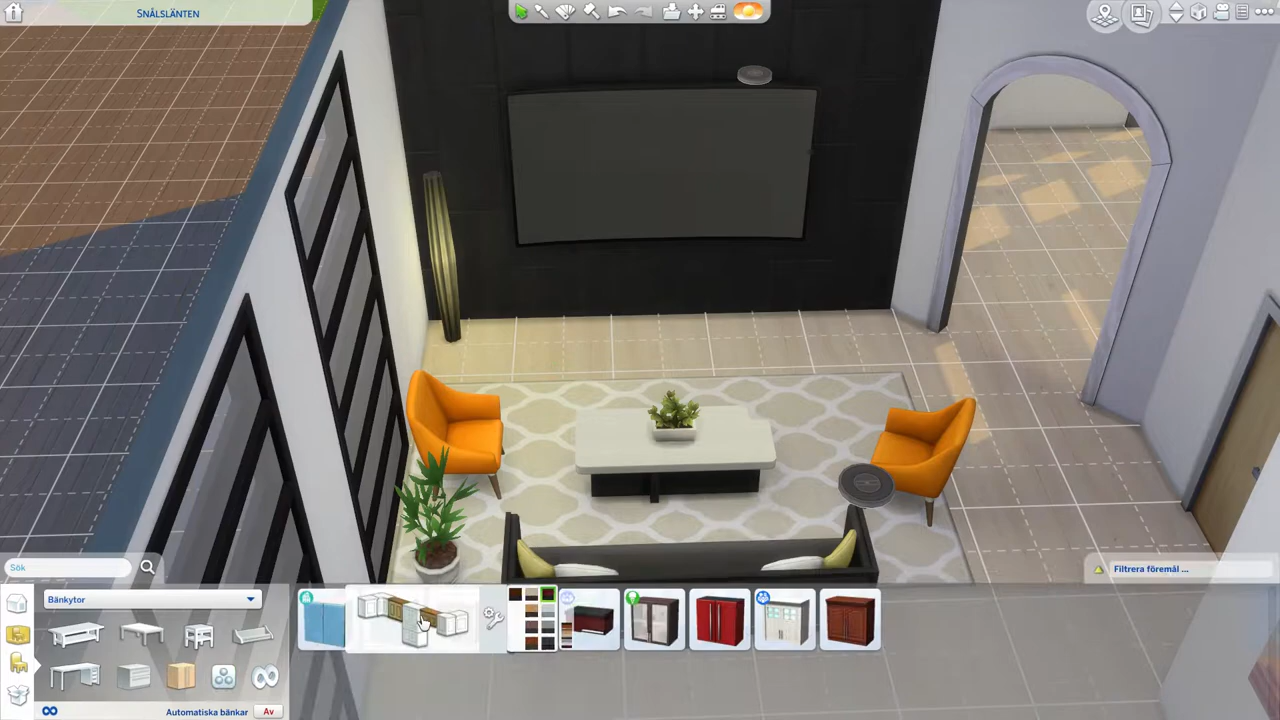 SNÅLSLÄNTEN
Sök
Filtrera föremål ...
Bänkytor
Automatiska bänkar
Av